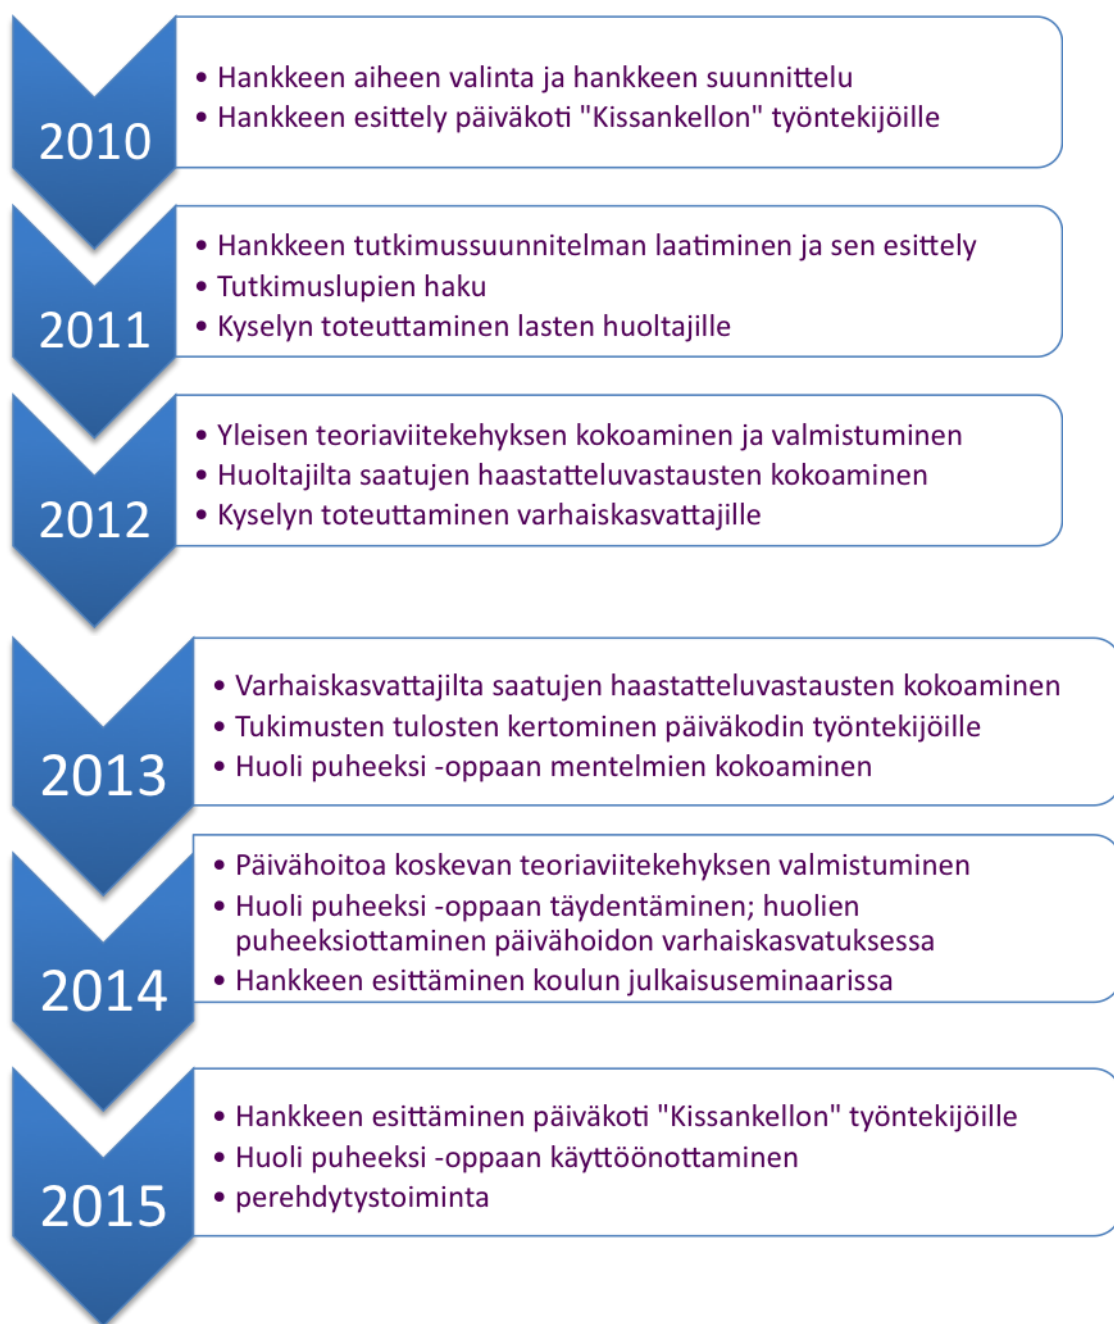 2010
• Hankkeen aiheen valinta ja hankkeen suunnittelu
• Hankkeen esittely päiväkoti "Kissankellon" työntekijöille
2011
• Hankkeen tutkimussuunnitelman laatiminen ja sen esittely
• Tutkimuslupien haku
• Kyselyn toteuttaminen lasten huoltajille
2012
• Yleisen teoriaviitekehyksen kokoaminen ja valmistuminen
• Huoltajilta saatujen haastatteluvastausten kokoaminen
• Kyselyn toteuttaminen varhaiskasvattajille
2013
• Varhaiskasvattajilta saatujen haastatteluvastausten kokoaminen
• Tukimusten tulosten kertominen päiväkodin työntekijöille
• Huoli puheeksi -oppaan mentelmien kokoaminen
2014
• Päivähoitoa koskevan teoriaviitekehyksen valmistuminen
• Huoli puheeksi -oppaan täydentäminen; huolien
puheeksiottaminen päivähoidon varhaiskasvatuksessa
• Hankkeen esittäminen koulun julkaisuseminaarissa
2015
• Hankkeen esittäminen päiväkoti "Kissankellon" työntekijöille
• Huoli puheeksi -oppaan käyttöönottaminen
• perehdytystoiminta